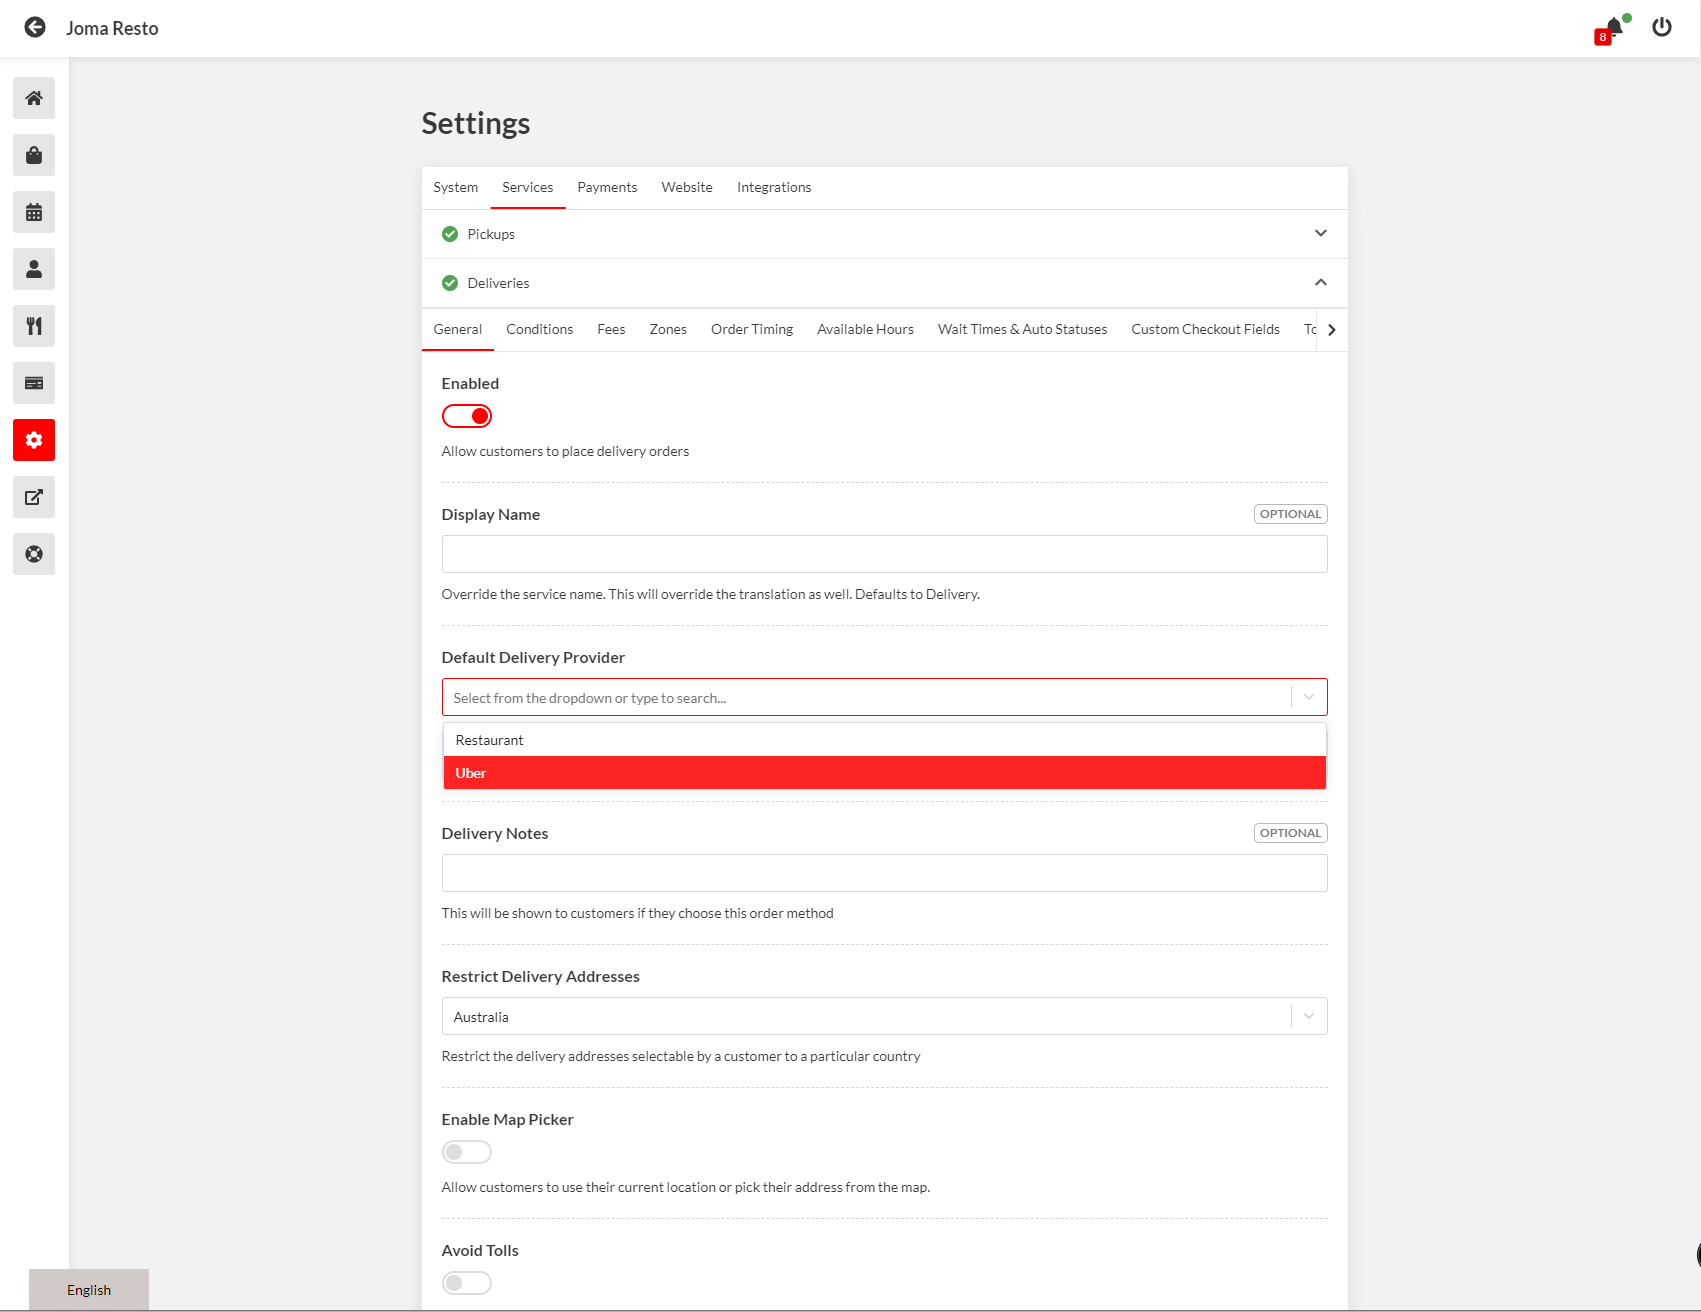 Joma Resto
8
Settings
System Services Payments Website Integrations
Pickups
Deliveries
General Conditions Fees Zones Order Timing Available Hours Wait Times & Auto Statuses Custom Checkout Fields
Enabled
Allow customers to place delivery orders
Display Name OPTIONAL
Override the service name. This will override the translation as well. Defaults to Delivery.
Default Delivery Provider
Select from the dropdown or type to search...
Restaurant
Uber
Delivery Notes OPTIONAL
This will be shown to customers if they choose this order method
Restrict Delivery Addresses
Australia
Restrict the delivery addresses selectable by a customer to a particular country
Enable Map Picker
Allow customers to use their current location or pick their address from the map.
Avoid Tolls
English